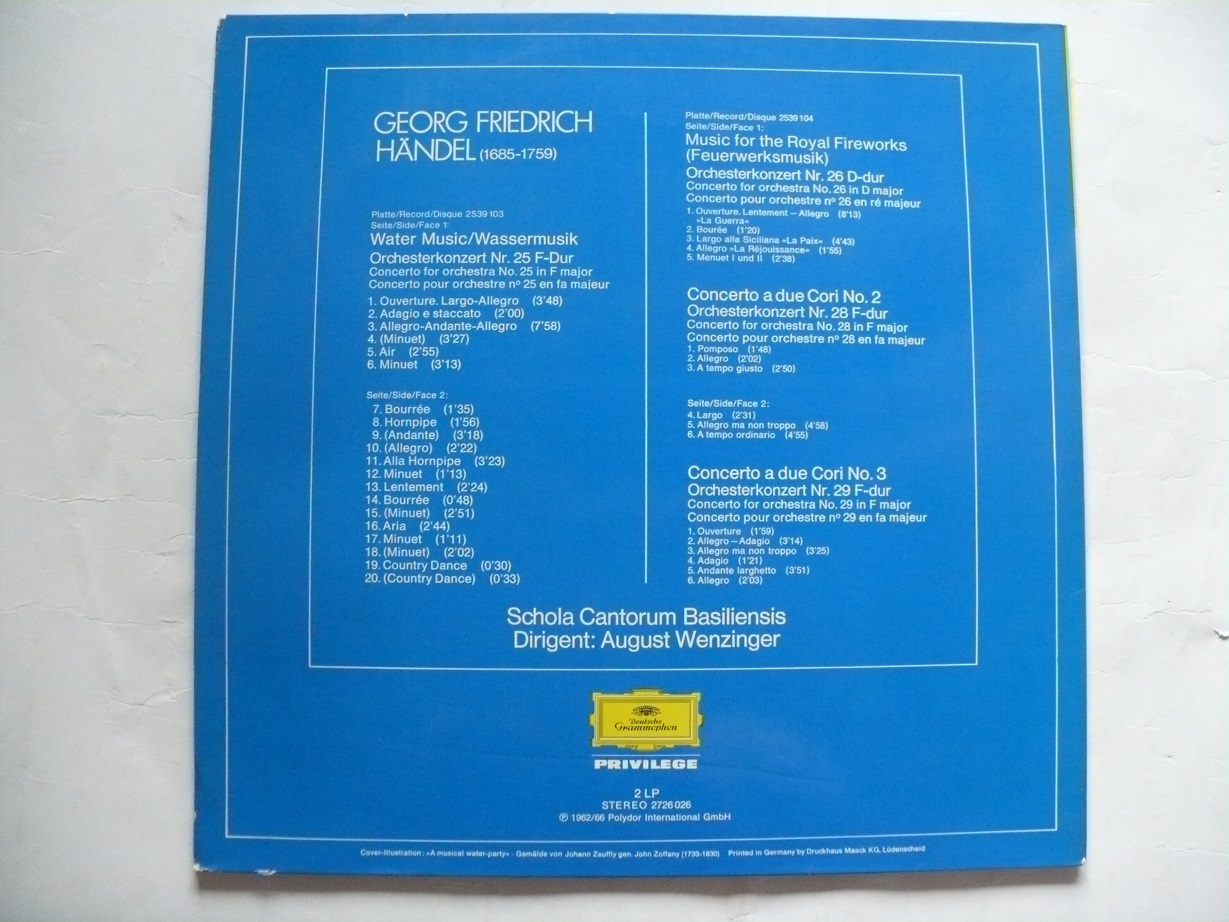 GEORG FRIEDRICH
HÄNDEL (1685-1759)
Platte/Record/Disque 2539 103
Seite/Side/Face 1:
Water Music/Wassermusik
Orchesterkonzert Nr. 25 F-Dur
Concerto for orchestra No. 25 in F major
Concerto pour orchestre nº 25 en fa majeur
1. Ouverture. Largo-Allegro (3'48)
2. Adagio e staccato (2'00)
3. Allegro-Andante-Allegro (7'58)
4. (Minuet) (3'27)
5. Air (2'55)
6. Minuet (3'13)
Seite/Side/Face 2:
7. Bourrée (1'35)
8. Hornpipe (1'56)
9. (Andante) (3'18)
10. (Allegro) (2'22)
11. Alla Hornpipe (3'23)
12. Minuet (1'13)
13. Lentement (2'24)
14. Bourrée (0'48)
15. (Minuet) (2'51)
16. Aria (2'44)
17. Minuet (1'11)
18. (Minuet) (2'02)
19. Country Dance (0'30)
20. (Country Dance) (0'33)
Platte/Record/Disque 2539 104
Seite/Side/Face 1:
Music for the Royal Fireworks
(Feuerwerksmusik)
Orchesterkonzert Nr. 26 D-dur
Concerto for orchestra No. 26 in D major
Concerto pour orchestre nº 26 en ré majeur
1. Ouverture. Lentement – Allegro (8'13)
»La Guerra«
2. Bourée (1'20)
3. Largo alla Siciliana »La Paix« (4'43)
4. Allegro »La Réjouissance« (1'55)
5. Menuet I und II (2'38)
Concerto a due Cori No. 2
Orchesterkonzert Nr. 28 F-dur
Concerto for orchestra No. 28 in F major
Concerto pour orchestre nº 28 en fa majeur
1. Pomposo (1'48)
2. Allegro (2'02)
3. A tempo giusto (2'50)
Seite/Side/Face 2:
4. Largo (2'31)
5. Allegro ma non troppo (4'58)
6. A tempo ordinario (4'55)
Concerto a due Cori No. 3
Orchesterkonzert Nr. 29 F-dur
Concerto for orchestra No. 29 in F major
Concerto pour orchestre nº 29 en fa majeur
1. Ouverture (1'59)
2. Allegro – Adagio (3'14)
3. Allegro ma non troppo (3'25)
4. Adagio (1'21)
5. Andante larghetto (3'51)
6. Allegro (2'03)
Schola Cantorum Basiliensis
Dirigent: August Wenzinger
Deutsche
Grammophon
PRIVILEGE
2 LP
STEREO 2726 026
℗ 1962/66 Polydor International GmbH
Cover-Illustration: »A musical water-party« · Gemälde von Johann Zauffly gen. John Zoffany (1733-1830) Printed in Germany by Druckhaus Maack KG, Lüdenscheid